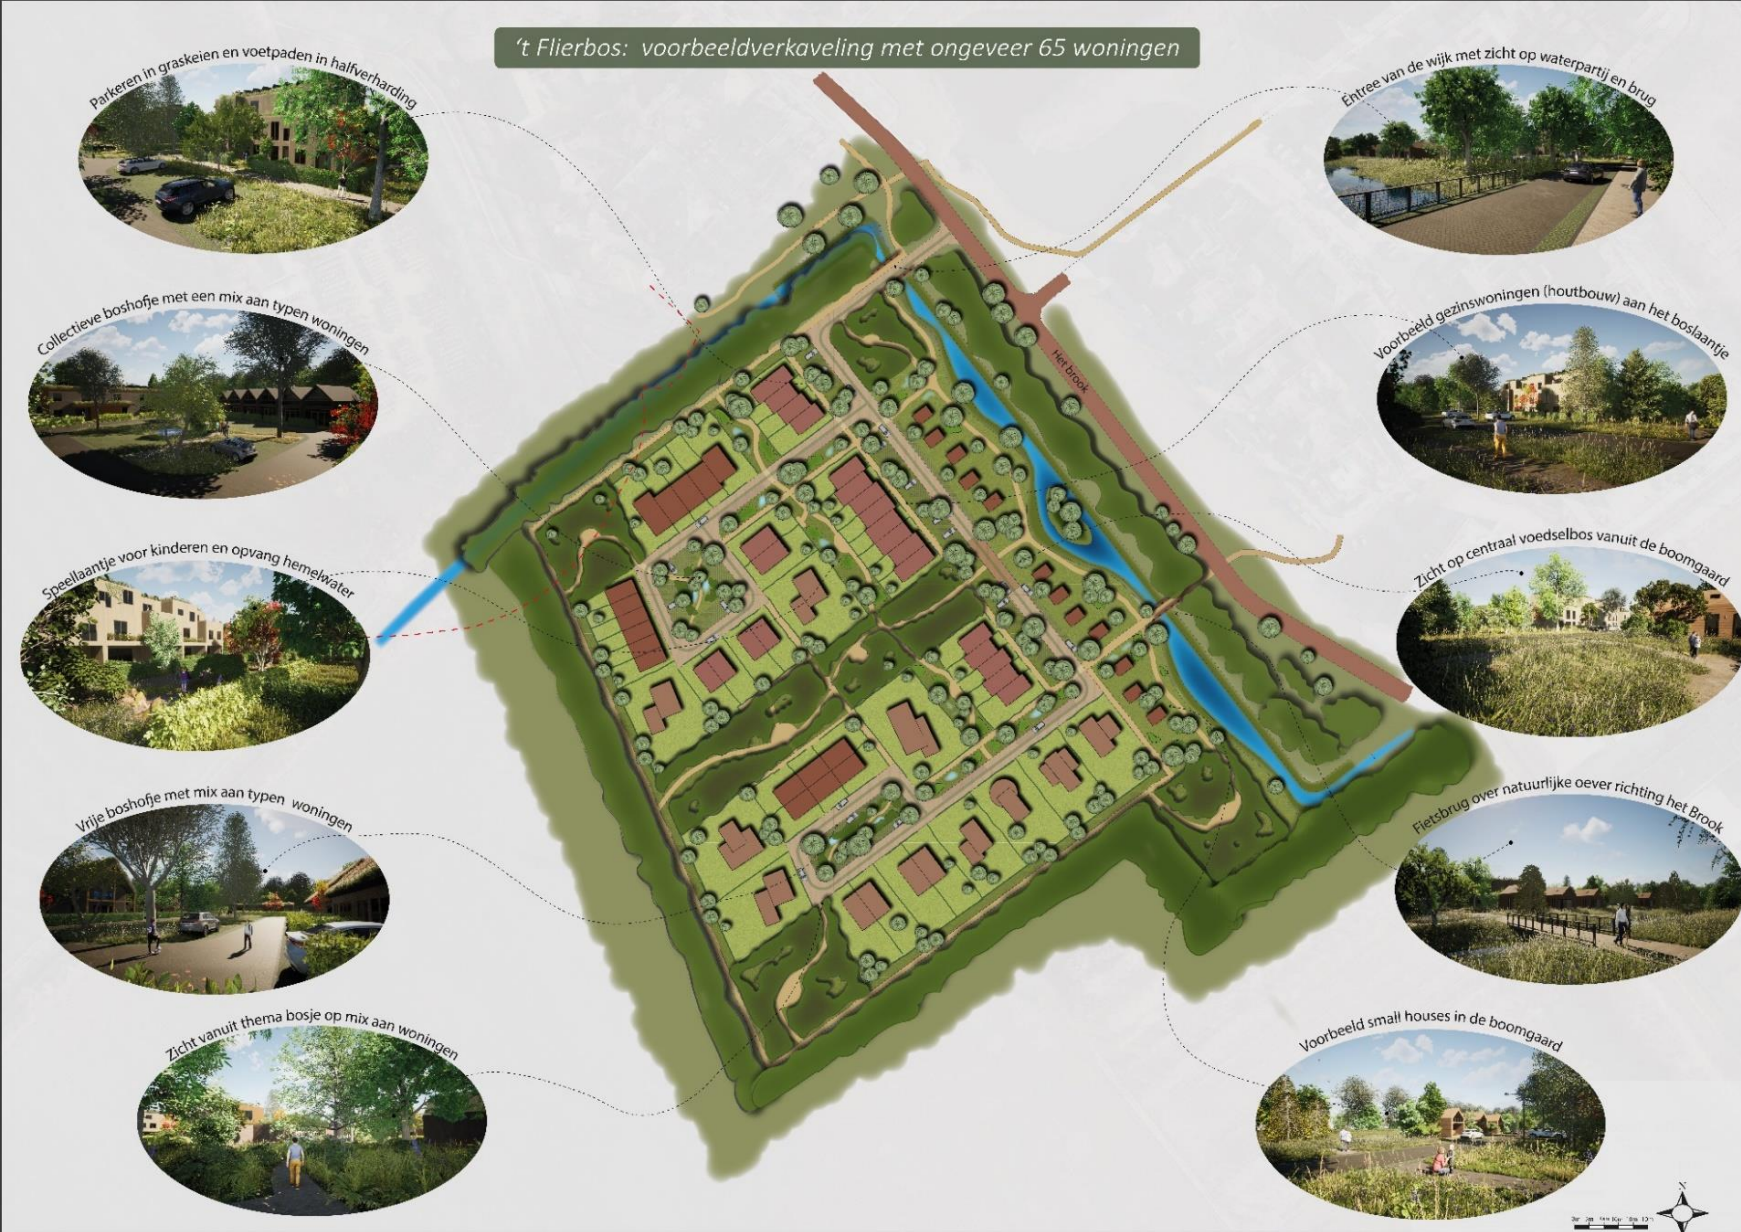 't Flierbos: voorbeeldverkaveling met ongeveer 65 woningen
Parkeren in graskeien en voetpaden in halfverharding
Entree van de wijk met zicht op waterpartij en brug
Collectieve boshofje met een mix aan typen woningen
Voorbeeld gezinswoningen (houtbouw) aan het boslaantje
Het brook
Speellaantje voor kinderen en opvang hemelwater
Zicht op centraal voedselbos vanuit de boomgaard
Vrije boshofje met mix aan typen woningen
Fietsbrug over natuurlijke oever richting het Brook
Zicht vanuit thema bosje op mix aan woningen
Voorbeeld small houses in de boomgaard
N